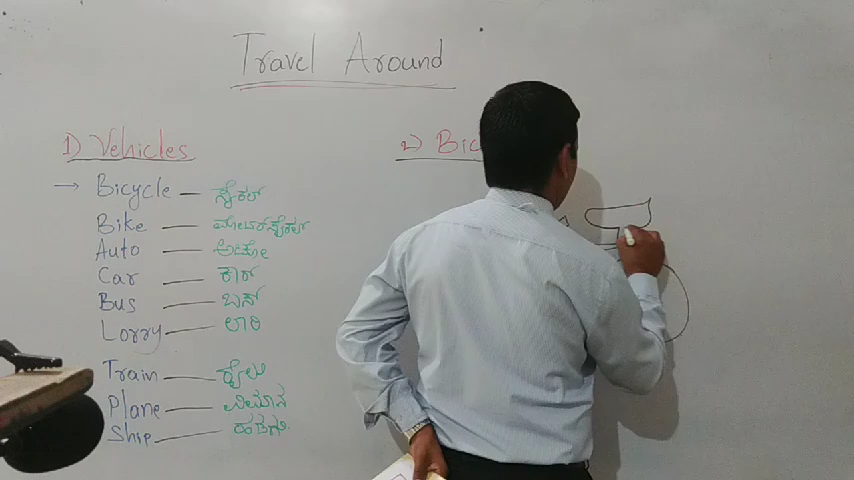 Travel Around
1) Vehicles
→ Bicycle — ಸೈಕಲ್
Bike — ಮೋಟರ್ ಸೈಕಲ್
Auto — ಆಟೋ
Car — ಕಾರ್
Bus — ಬಸ್
Lorry — ಲಾರಿ
Train — ರೈಲು
Plane — ವಿಮಾನ
Ship — ಹಡಗು
2) Bic